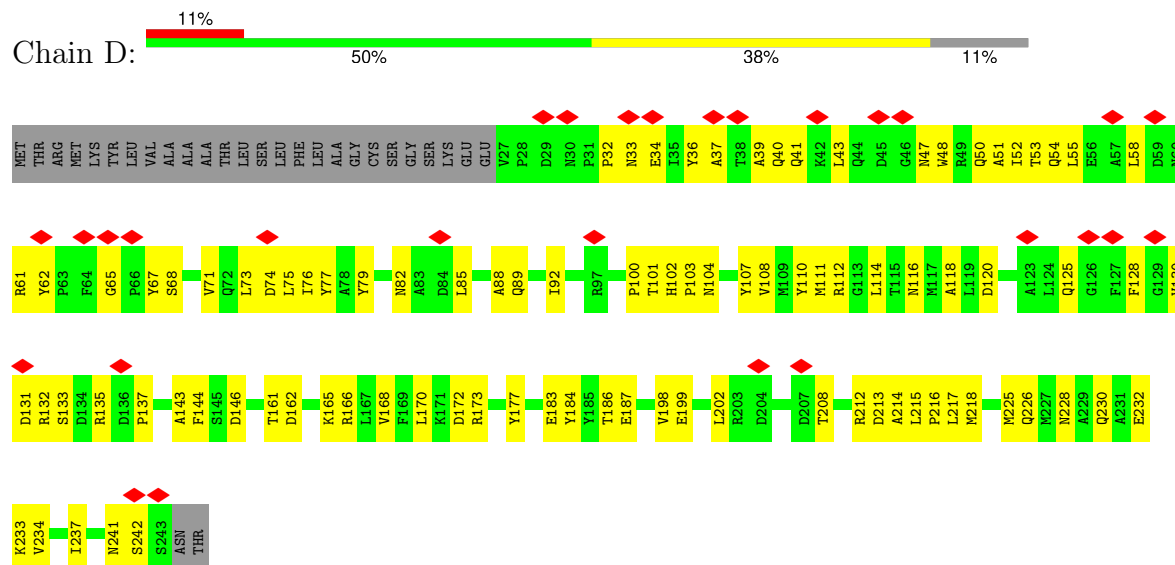 11%
Chain D:
50% 38% 11%
MET THR ARG MET LYS TYR LEU VAL ALA ALA ALA THR LEU SER LEU PHE LEU ALA GLY CYS SER GLY SER LYS GLU GLU V27 P28 D29 N30 P31 P32 N33 E34 I35 Y36 A37 T38 A39 Q40 Q41 K42 L43 Q44 D45 G46 N47 W48 R49 Q50 A51 I52 T53 Q54 L55 E56 A57 L58 D59
R61 Y62 P63 F64 G65 P66 Y67 S68 V71 Q72 L73 D74 L75 I76 Y77 A78 Y79 N82 A83 D84 L85 A88 Q89 I92 R97 P100 T101 H102 P103 N104 Y107 V108 M109 Y110 M111 R112 G113 L114 T115 N116 M117 A118 L119 D120 A123 L124 Q125 G126 F127 F128 G129
D131 R132 S133 D134 R135 D136 P137 A143 F144 S145 D146 T161 D162 K165 R166 L167 V168 F169 L170 K171 D172 R173 Y177 E183 Y184 Y185 T186 E187 V198 E199 L202 R203 D204 D207 T208 R212 D213 A214 L215 P216 L217 M218 M225 Q226 M227 N228 A229 Q230 A231 E232
K233 V234 I237 N241 S242 S243 ASN THR